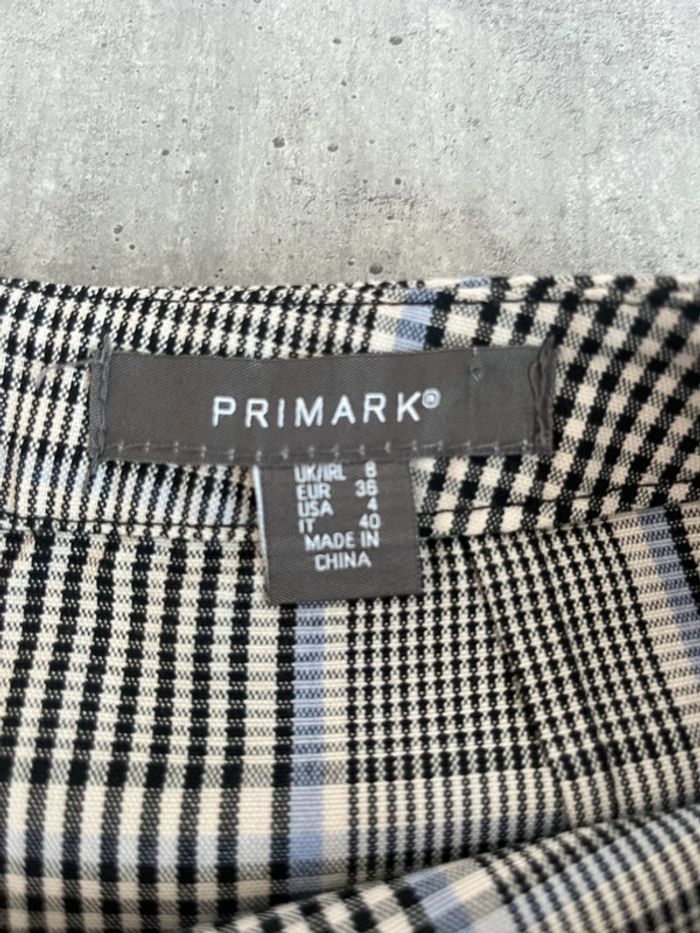 PRIMARK®
UK/IRL 8
EUR 36
USA 4
IT 40
MADE IN
CHINA